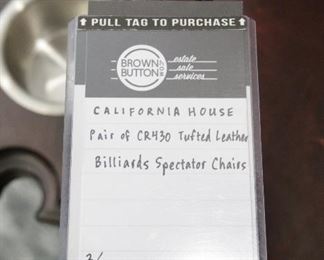 ↑ PULL TAG TO PURCHASE ↑
BROWN
BUTTON
estate
sale
services
CALIFORNIA HOUSE
Pair of CR430 Tufted Leather
Billiards Spectator Chairs
2/